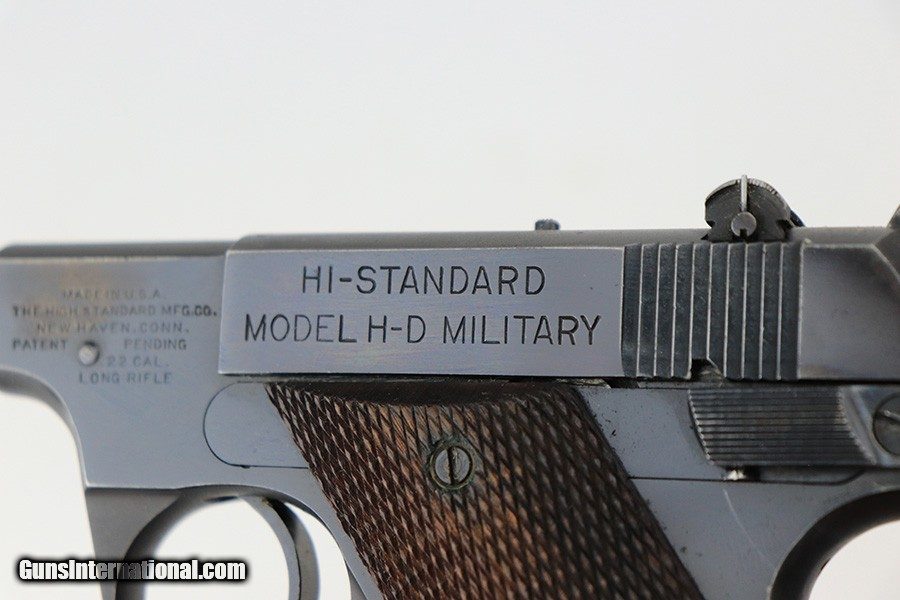 HI-STANDARD
MODEL H-D MILITARY
MADE IN U.S.A.
THE HIGH STANDARD MFG.CO.
NEW HAVEN. CONN.
PATENT PENDING
.22 CAL.
LONG RIFLE
GunsInternational.com